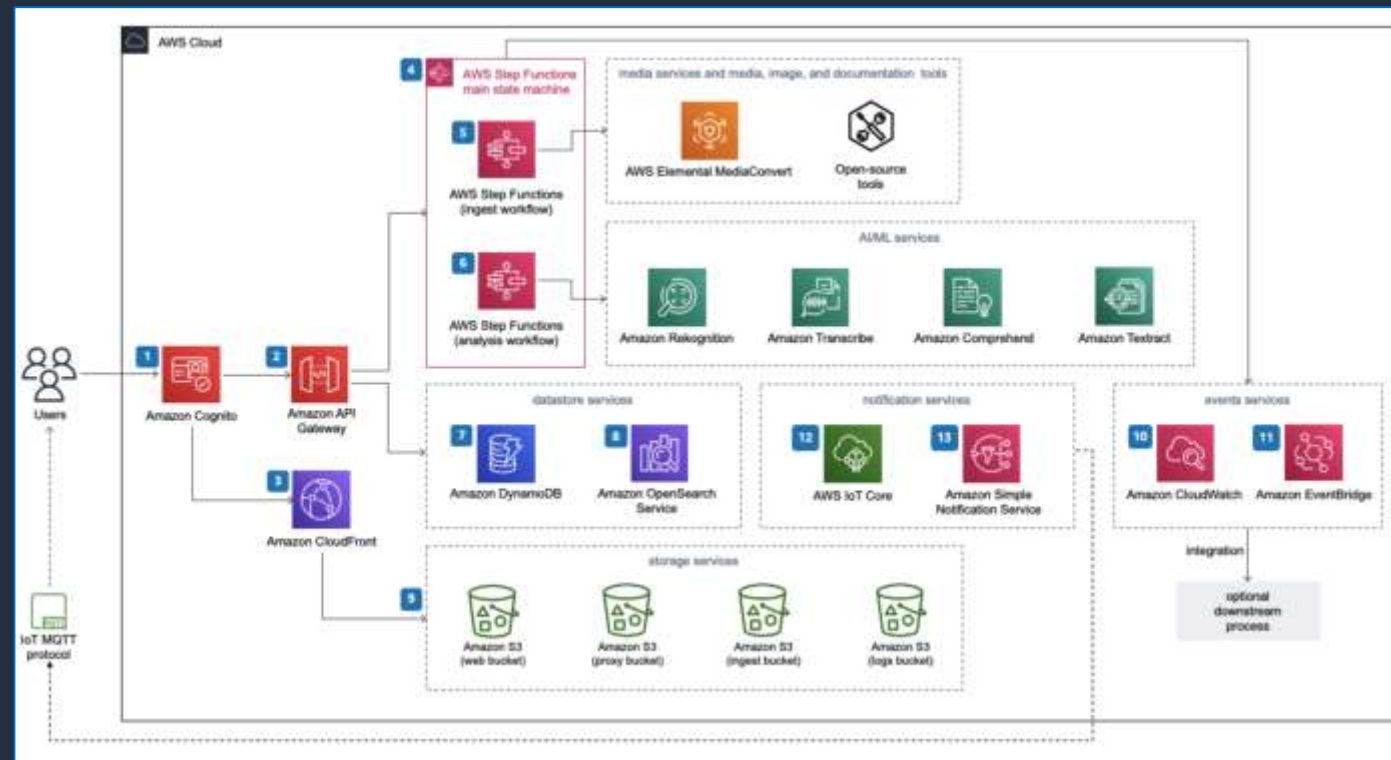 AWS Cloud
4
AWS Step Functions
main state machine
5
AWS Step Functions
(ingest workflow)
6
AWS Step Functions
(analysis workflow)
media services and media, image, and documentation tools
AWS Elemental MediaConvert
Open-source
tools
AI/ML services
Amazon Rekognition
Amazon Transcribe
Amazon Comprehend
Amazon Textract
Users
1
Amazon Cognito
2
Amazon API
Gateway
3
Amazon CloudFront
datastore services
7
Amazon DynamoDB
8
Amazon OpenSearch
Service
notification services
12
AWS IoT Core
13
Amazon Simple
Notification Service
events services
10
Amazon CloudWatch
11
Amazon EventBridge
integration
optional
downstream
process
storage services
9
Amazon S3
(web bucket)
Amazon S3
(proxy bucket)
Amazon S3
(ingest bucket)
Amazon S3
(logs bucket)
IoT MQTT
protocol